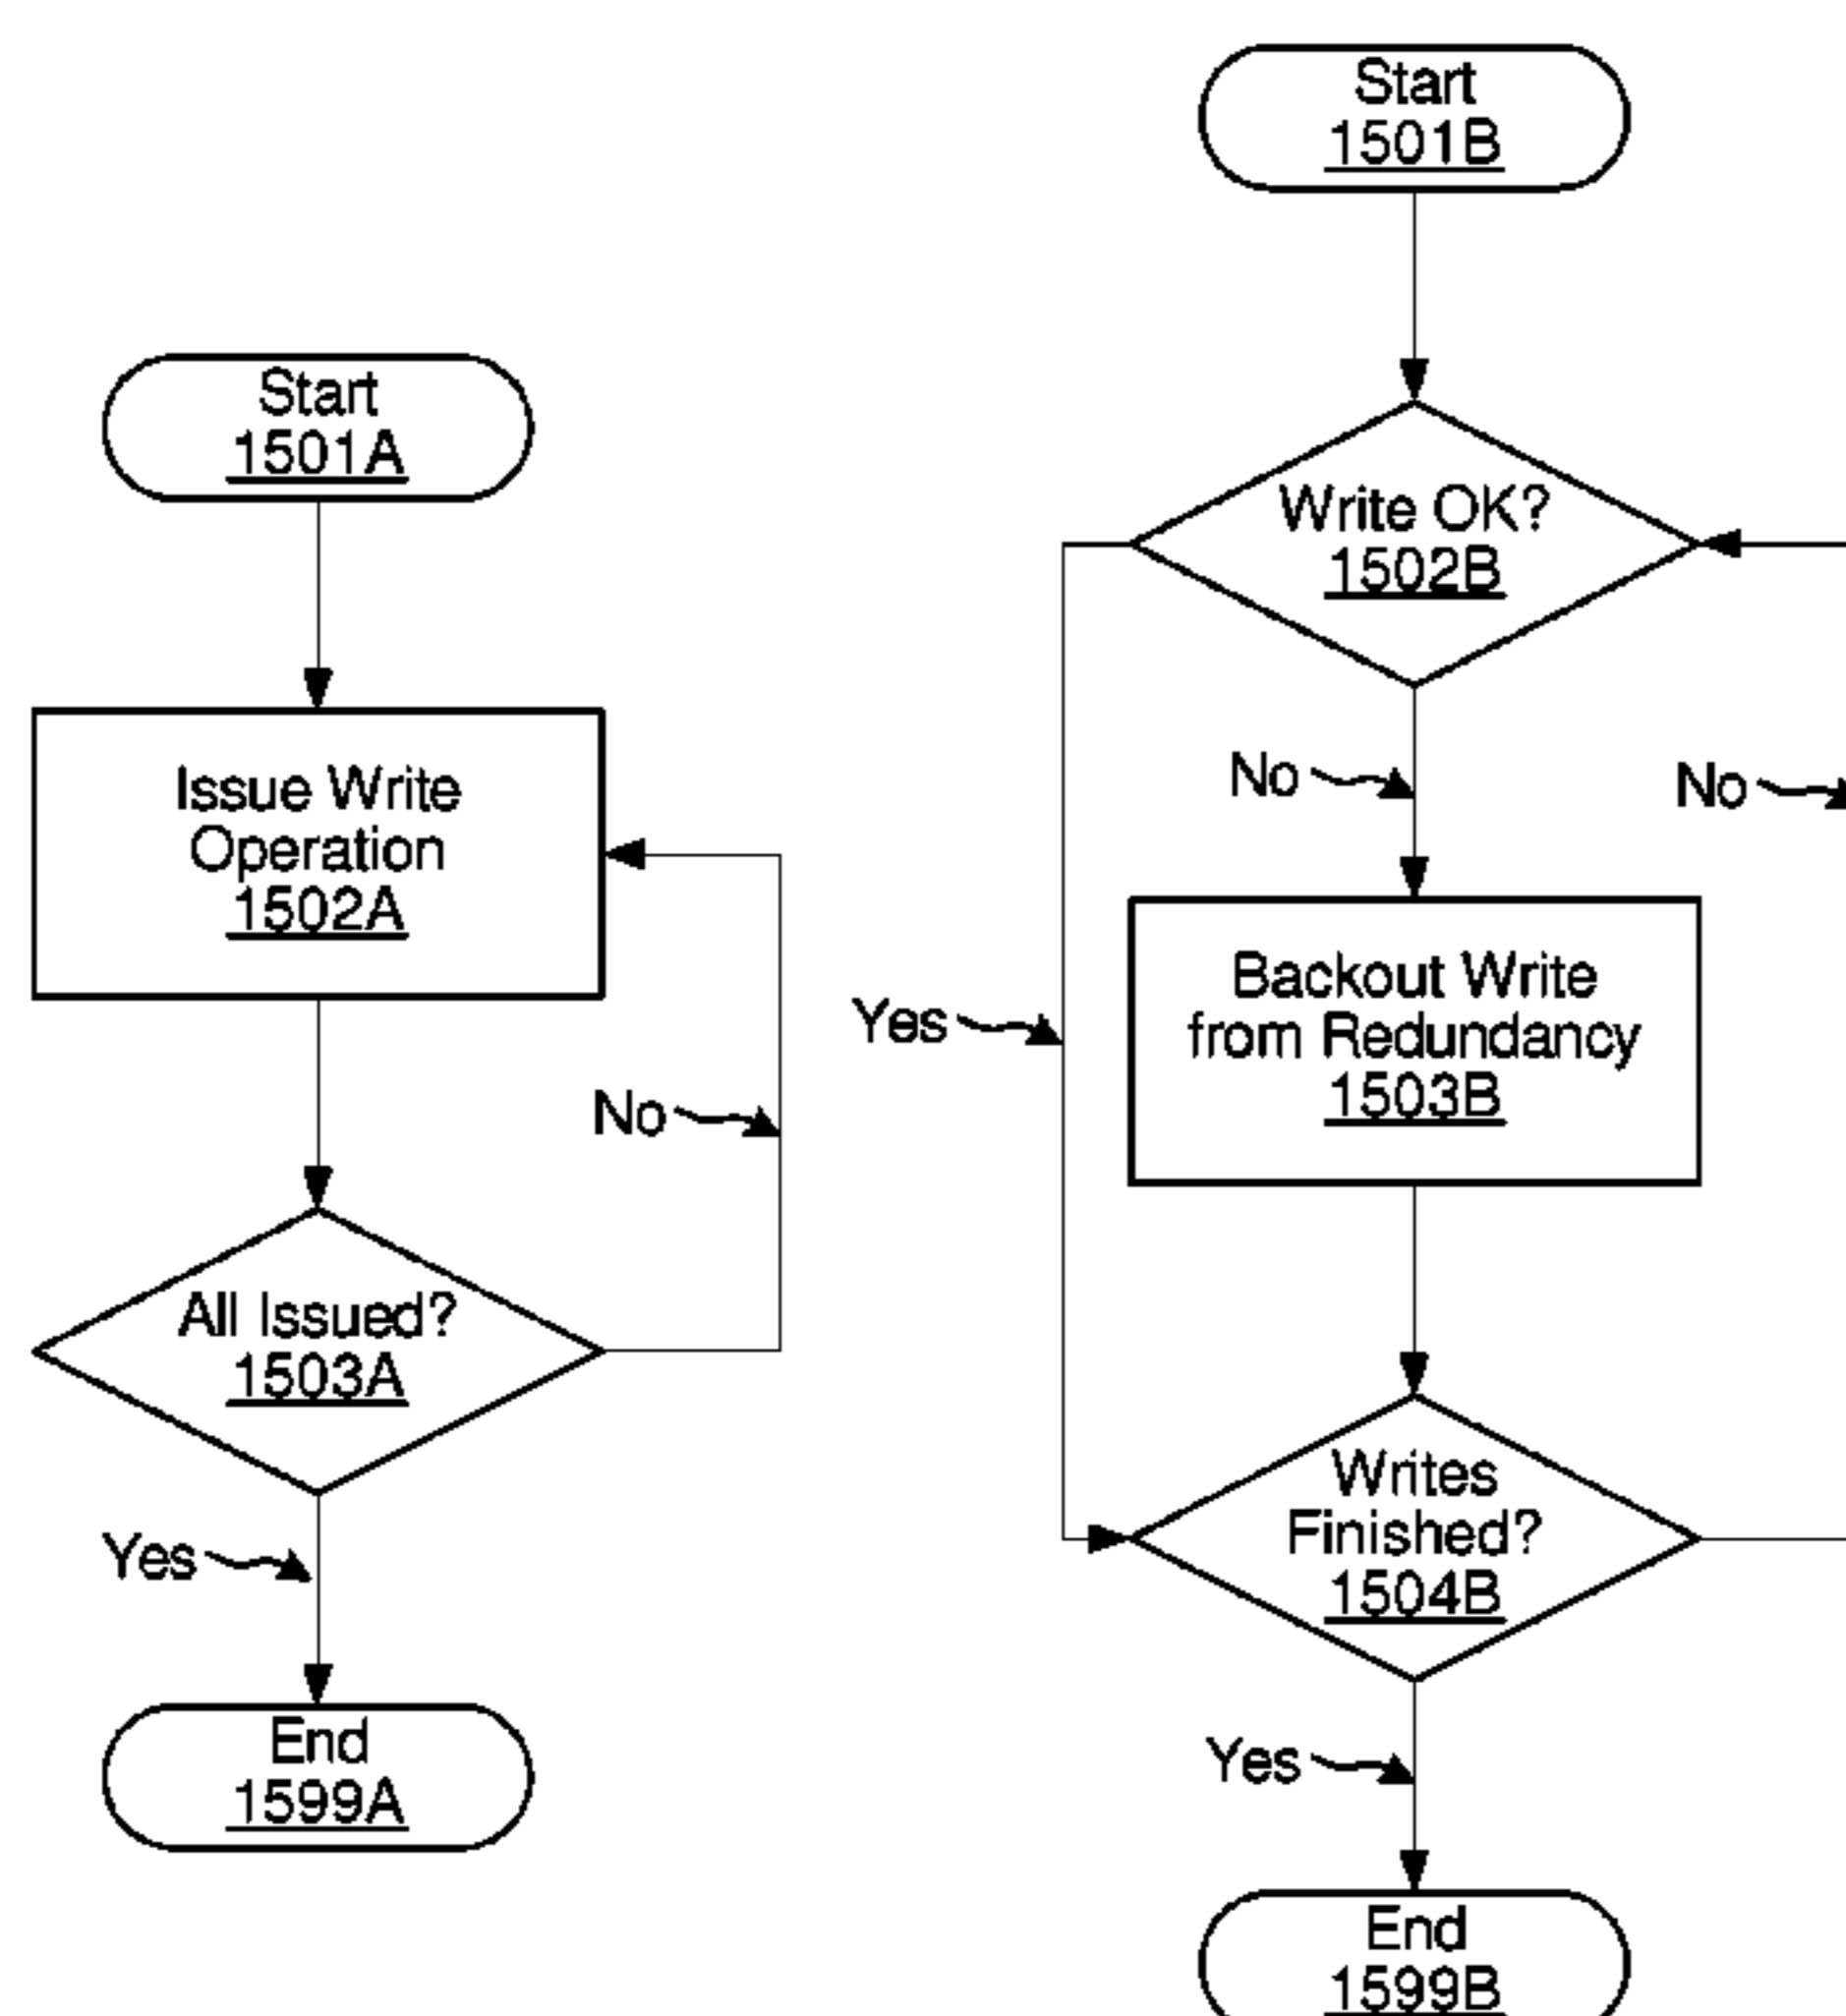 Start
1501A
Issue Write
Operation
1502A
No
All Issued?
1503A
Yes
End
1599A
Start
1501B
Write OK?
1502B
No
No
Yes
Backout Write
from Redundancy
1503B
Writes
Finished?
1504B
Yes
End
1599B